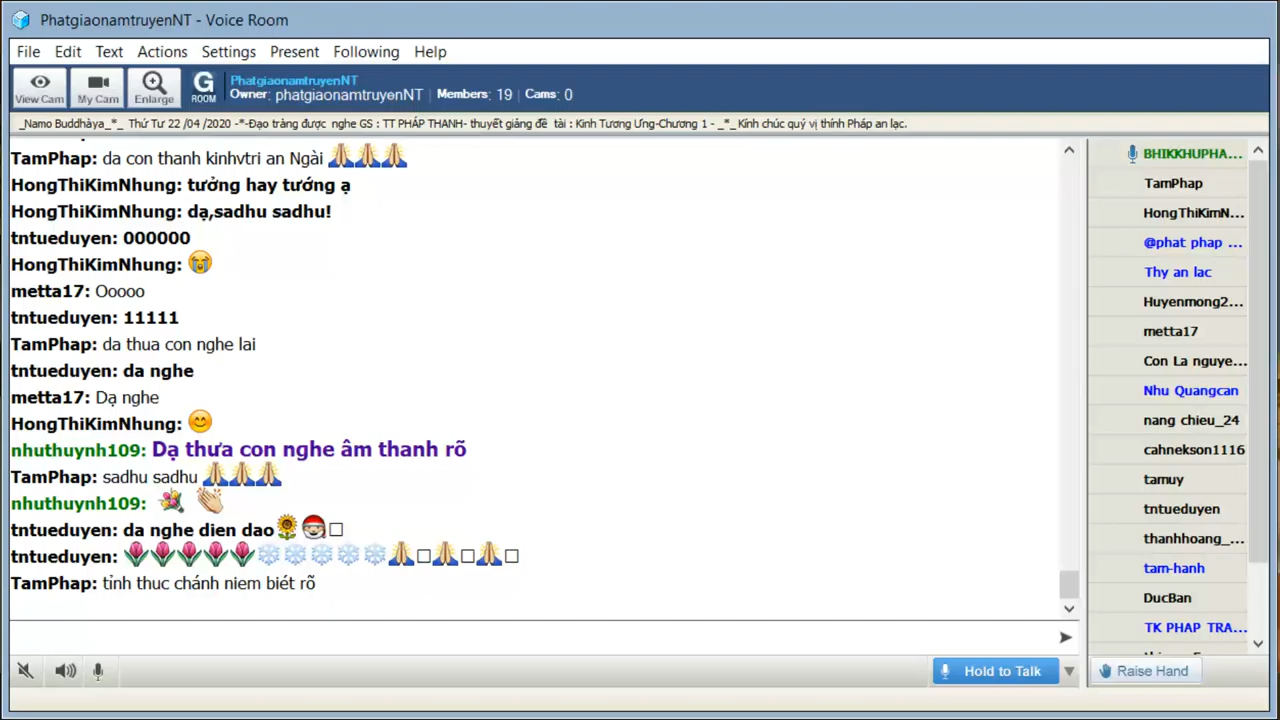 PhatgiaonamtruyenNT - Voice Room
File Edit Text Actions Settings Present Following Help
View Cam My Cam Enlarge G ROOM
PhatgiaonamtruyenNT
Owner: phatgiaonamtruyenNT | Members: 19 | Cams: 0
_Namo Buddhàya_*_ Thứ Tư 22 /04 /2020 -*-Đạo tràng được nghe GS : TT PHÁP THANH- thuyết giảng đề tài : Kinh Tương Ưng-Chương 1 - _*_ Kính chúc quý vị thính Pháp an lạc.
TamPhap: da con thanh kinhvtri an Ngài 🙏🙏🙏
HongThiKimNhung: tưởng hay tướng ạ
HongThiKimNhung: dạ,sadhu sadhu!
tntueduyen: 000000
HongThiKimNhung: 😭
metta17: Ooooo
tntueduyen: 11111
TamPhap: da thua con nghe lai
tntueduyen: da nghe
metta17: Dạ nghe
HongThiKimNhung: 😊
nhuthuynh109: Dạ thưa con nghe âm thanh rõ
TamPhap: sadhu sadhu 🙏🙏🙏
nhuthuynh109: 💐 👏
tntueduyen: da nghe dien dao🌻🎅□
tntueduyen: 🌷🌷🌷🌷🌷❄❄❄❄❄🙏□🙏□🙏□
TamPhap: tỉnh thuc chánh niem biét rõ
BHIKKHUPHA...
TamPhap
HongThiKimN...
@phat phap ...
Thy an lac
Huyenmong2...
metta17
Con La nguye...
Nhu Quangcan
nang chieu_24
cahnekson1116
tamuy
tntueduyen
thanhhoang_...
tam-hanh
DucBan
TK PHAP TRA...
Hold to Talk
Raise Hand